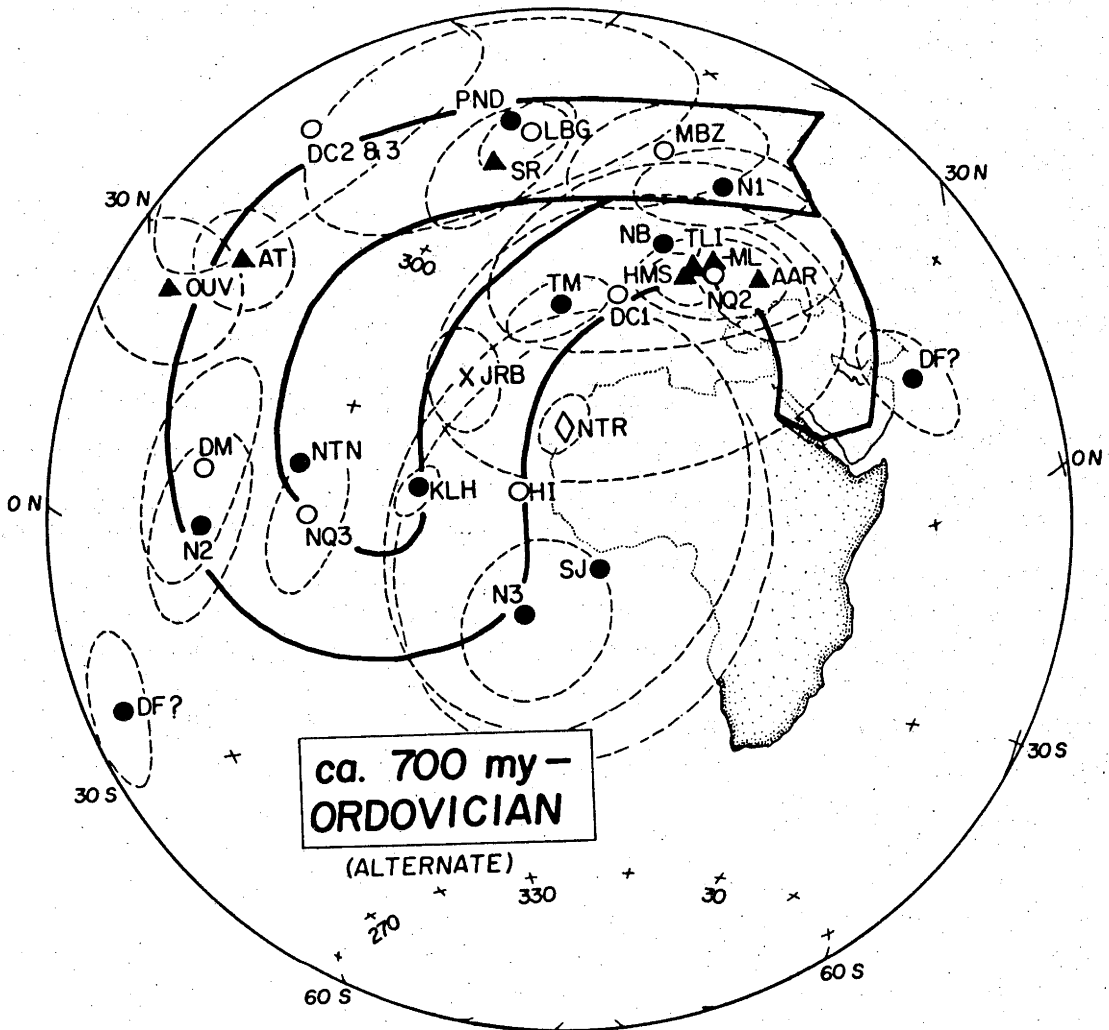 PND
LBG
MBZ
DC2 & 3
SR
N1
30 N
30 N
AT
300
NB
TLI
ML
OUV
HMS
AAR
TM
NQ2
DC1
JRB
DF?
NTR
DM
NTN
0 N
KLH
HI
0 N
NQ3
N2
SJ
N3
DF?
30 S
30 S
ca. 700 my –
ORDOVICIAN
(ALTERNATE)
330
30
270
60 S
60 S